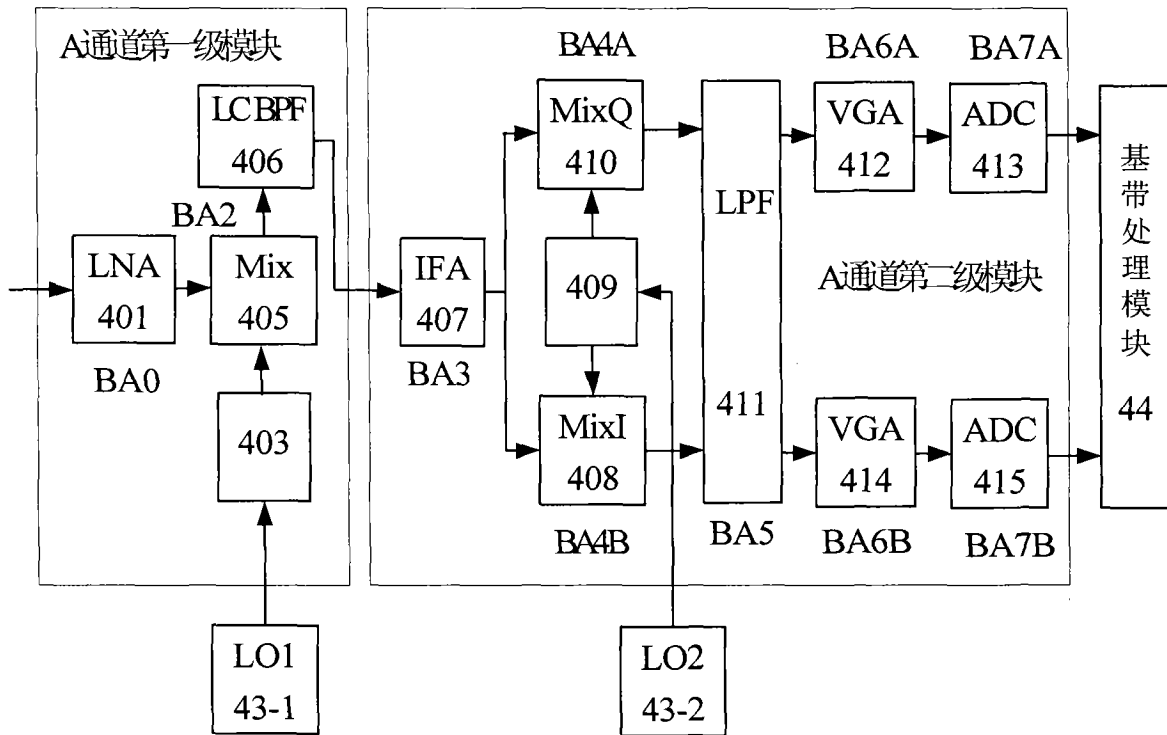 A通道第一级模块
LCBPF
406
BA2
LNA
401
BA0
Mix
405
403
LO1
43-1
BA4A
MixQ
410
IFA
407
BA3
409
MixI
408
BA4B
LO2
43-2
LPF
411
BA5
BA6A
VGA
412
BA7A
ADC
413
A通道第二级模块
VGA
414
BA6B
ADC
415
BA7B
基带处理模块
44